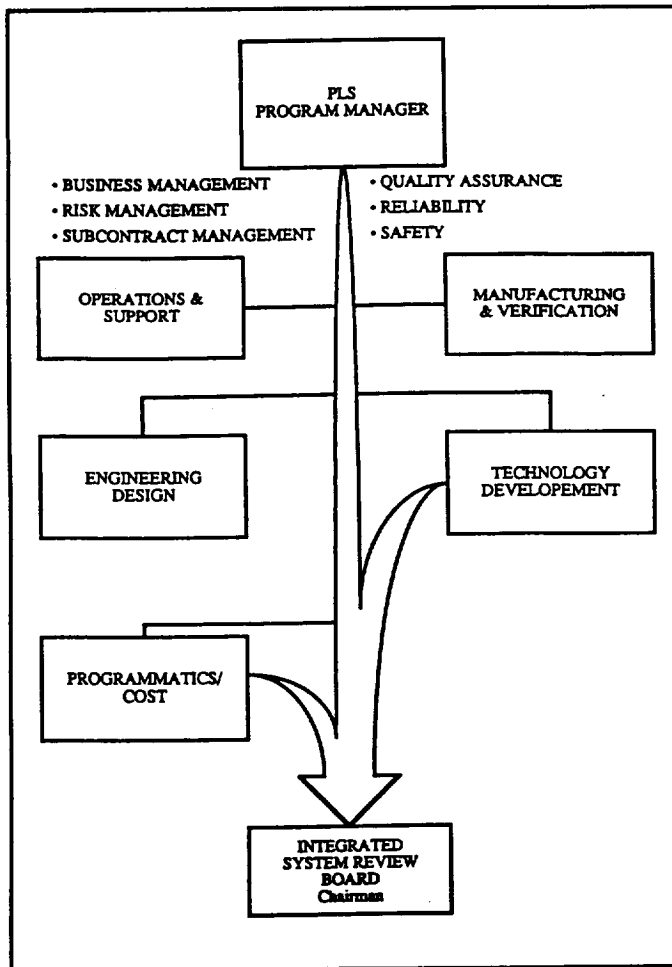 PLS
PROGRAM MANAGER
• BUSINESS MANAGEMENT
• RISK MANAGEMENT
• SUBCONTRACT MANAGEMENT
• QUALITY ASSURANCE
• RELIABILITY
• SAFETY
OPERATIONS &
SUPPORT
MANUFACTURING
& VERIFICATION
ENGINEERING
DESIGN
TECHNOLOGY
DEVELOPEMENT
PROGRAMMATICS/
COST
INTEGRATED
SYSTEM REVIEW
BOARD
Chairman